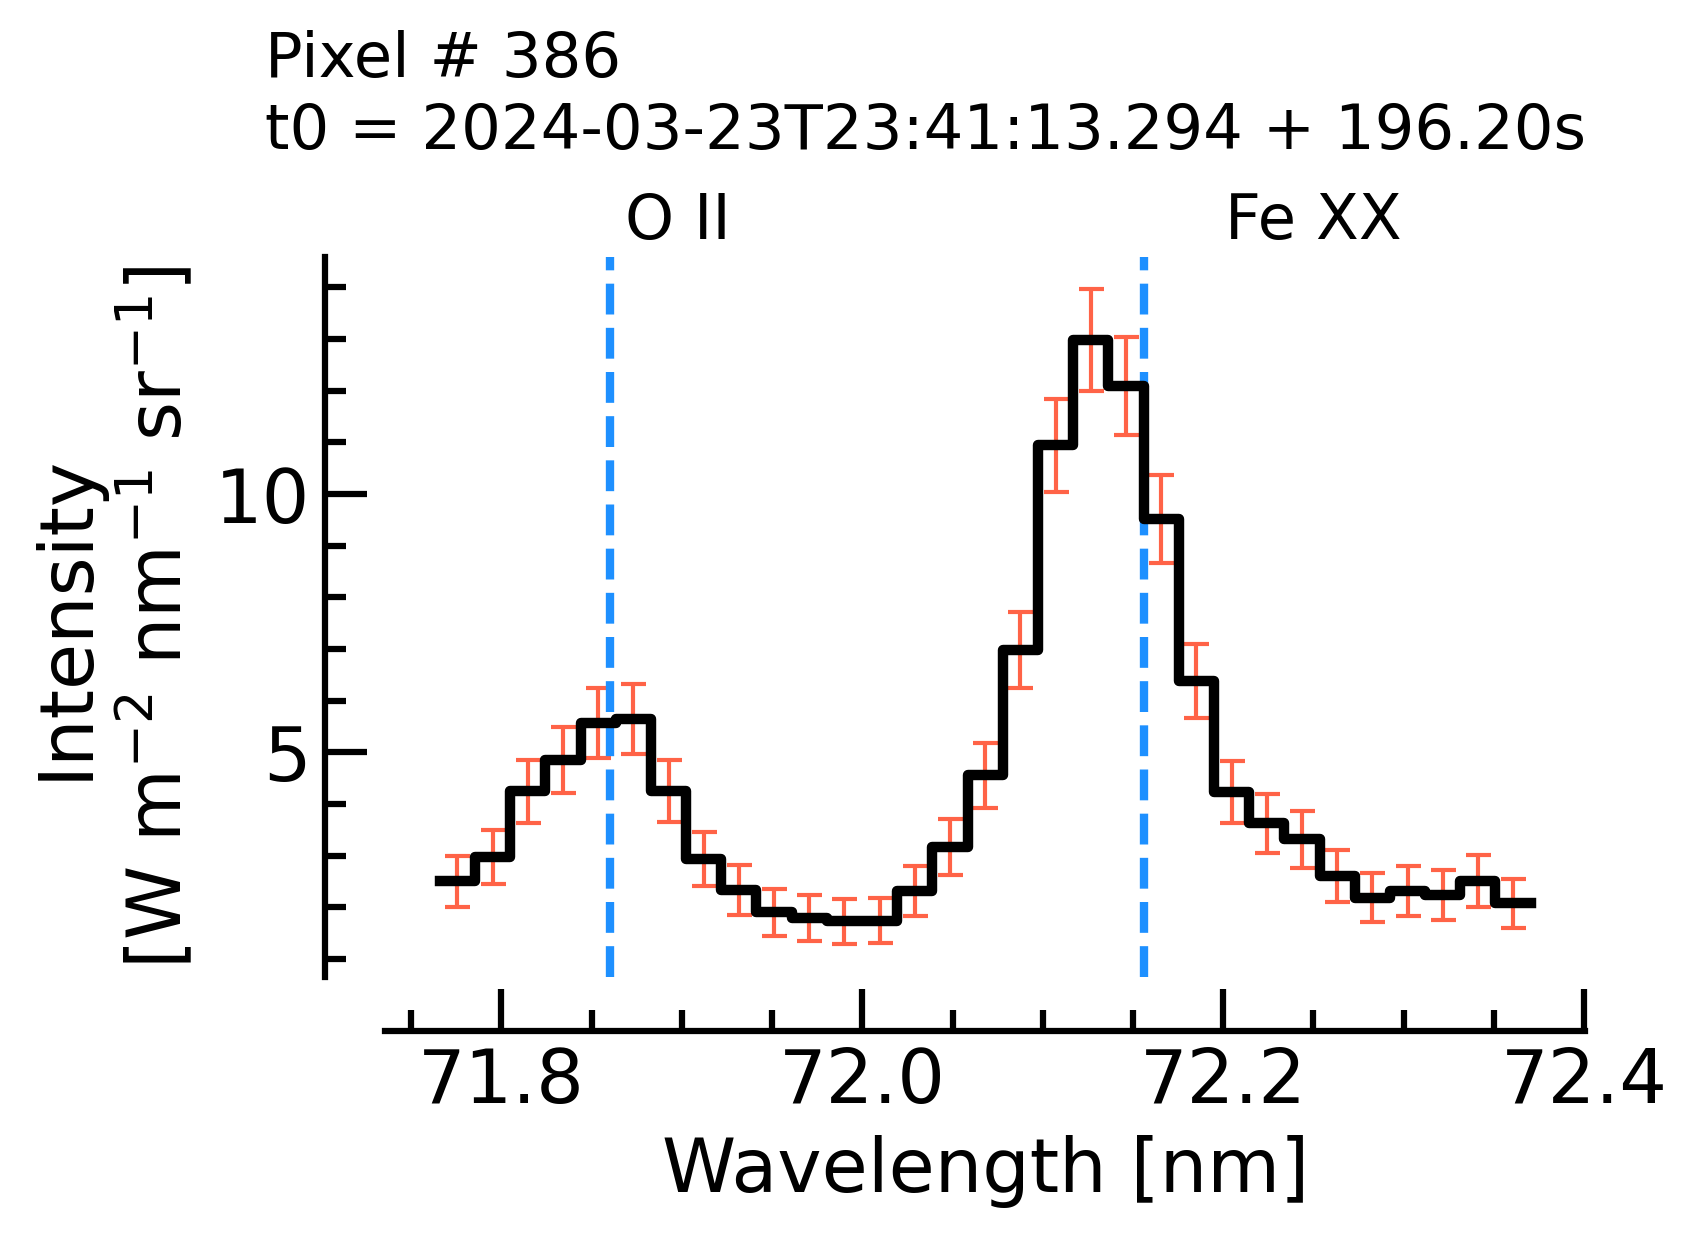 Pixel # 386
t0 = 2024-03-23T23:41:13.294 + 196.20s
O II Fe XX
Intensity
[W m⁻² nm⁻¹ sr⁻¹]
10
5
71.8 72.0 72.2 72.4
Wavelength [nm]